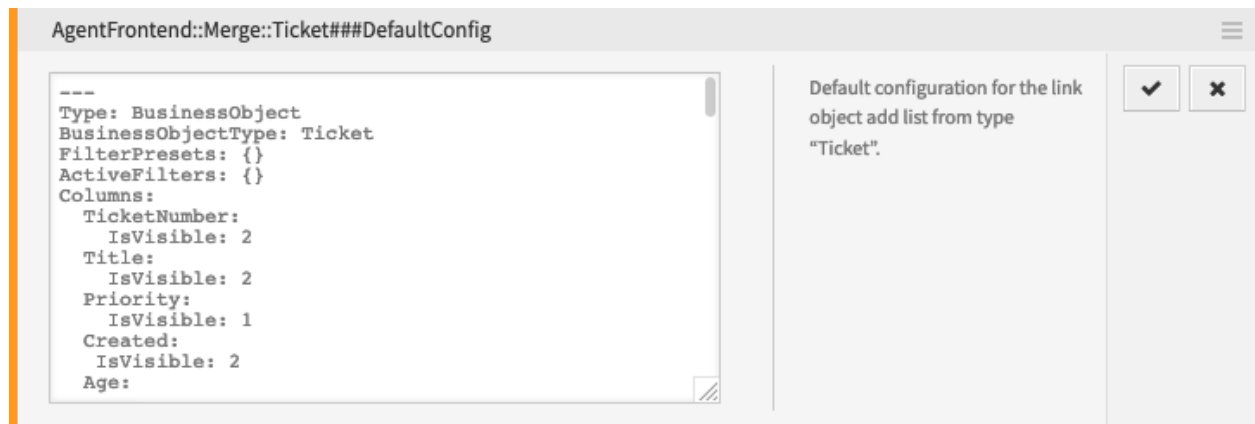 AgentFrontend::Merge::Ticket###DefaultConfig
---
Type: BusinessObject
BusinessObjectType: Ticket
FilterPresets: {}
ActiveFilters: {}
Columns:
  TicketNumber:
    IsVisible: 2
  Title:
    IsVisible: 2
  Priority:
    IsVisible: 1
  Created:
   IsVisible: 2
  Age:
Default configuration for the link
object add list from type
“Ticket”.